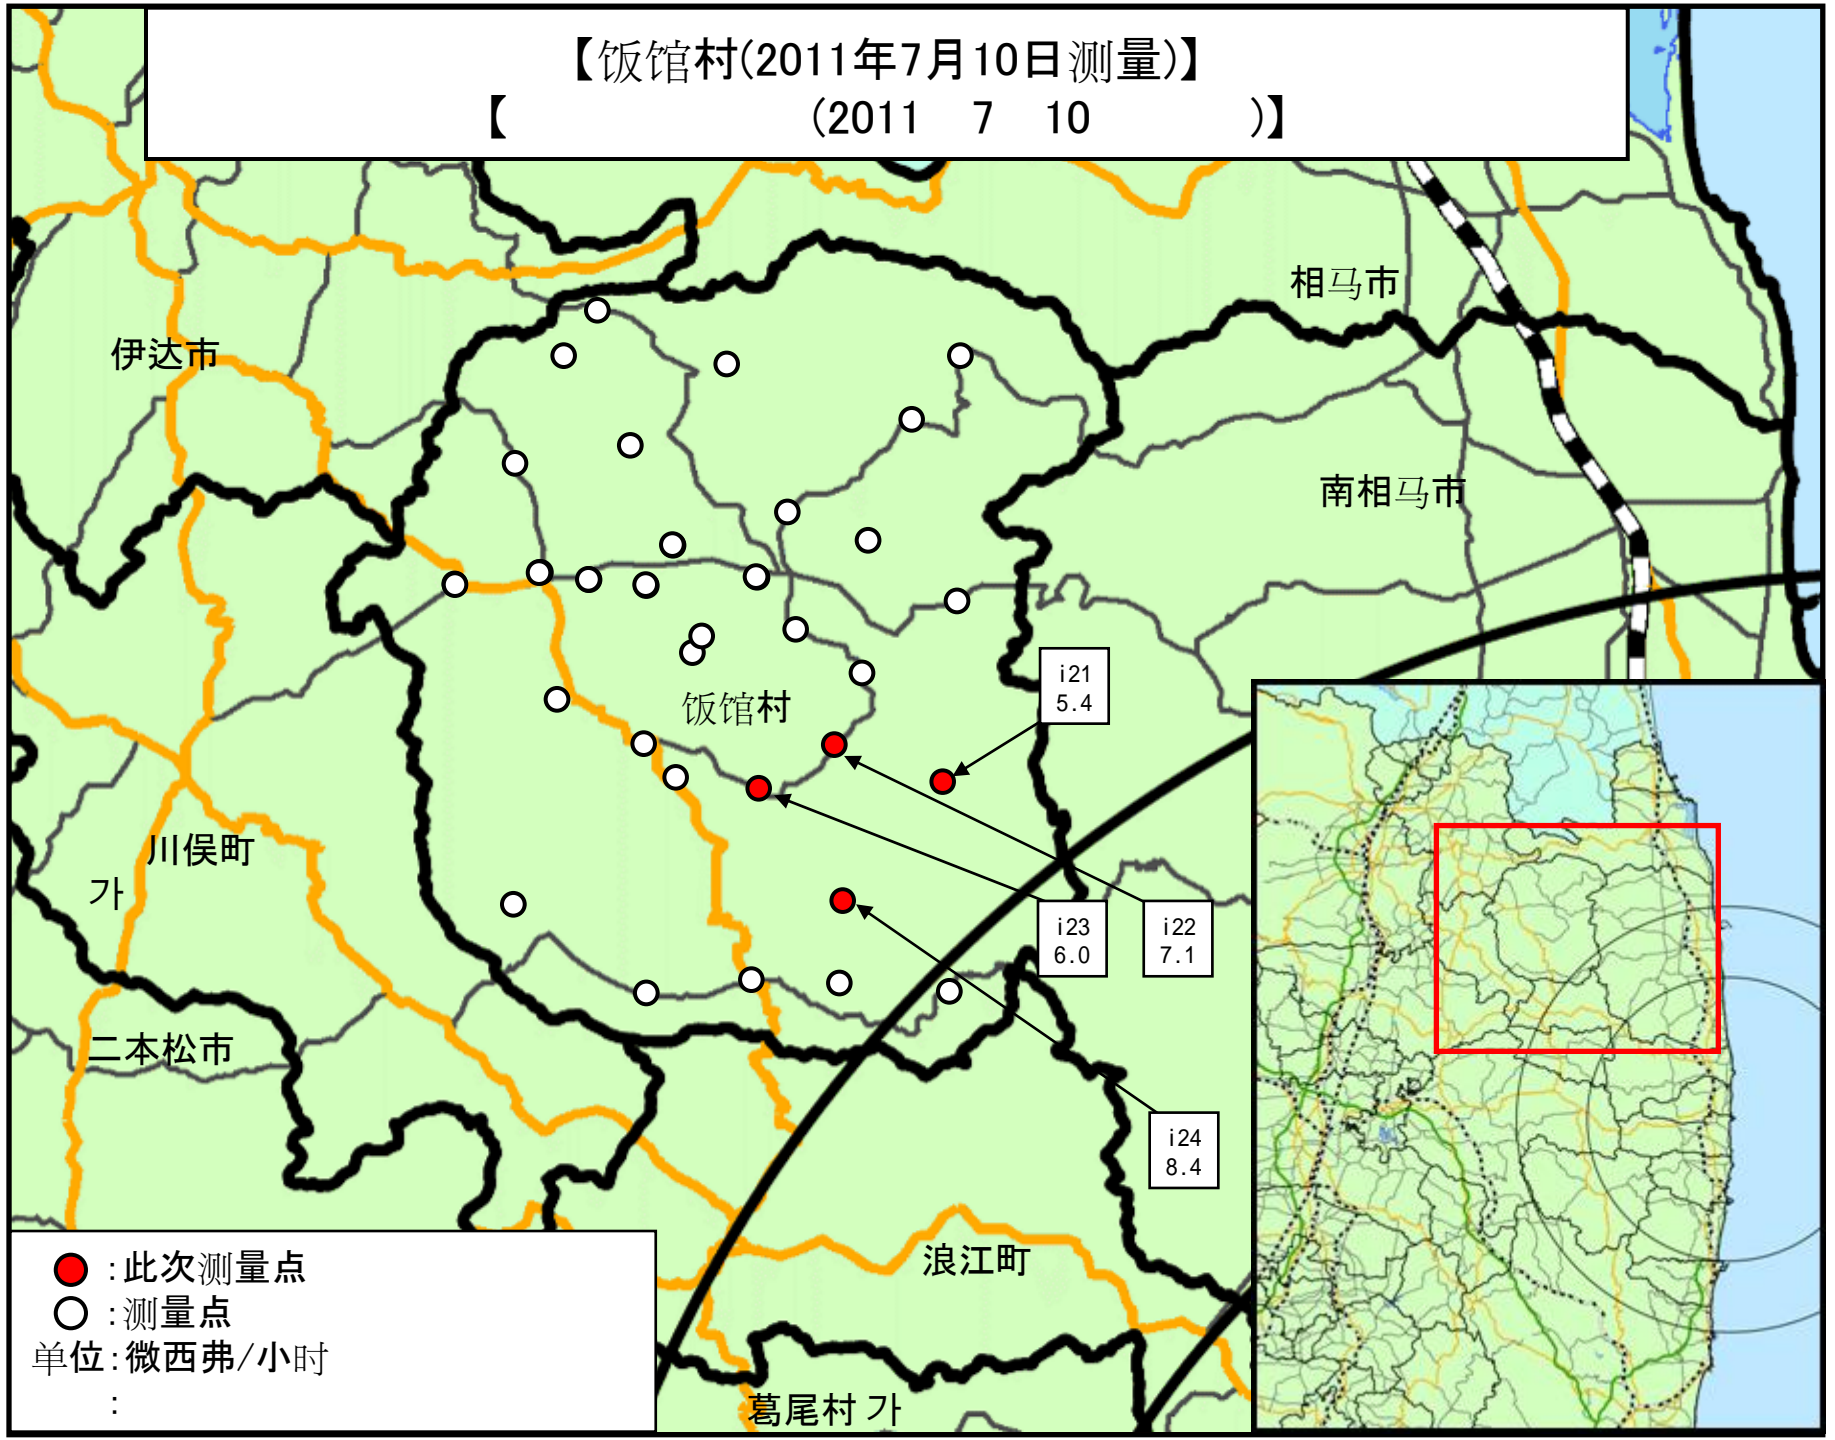 【饭馆村(2011年7月10日测量)】
【 (2011 7 10 )】
相马市
伊达市
南相马市
i21
5.4
饭馆村
川俣町
가
i23
6.0
i22
7.1
二本松市
i24
8.4
浪江町
:此次测量点
:测量点
单位:微西弗/小时
:
葛尾村 가